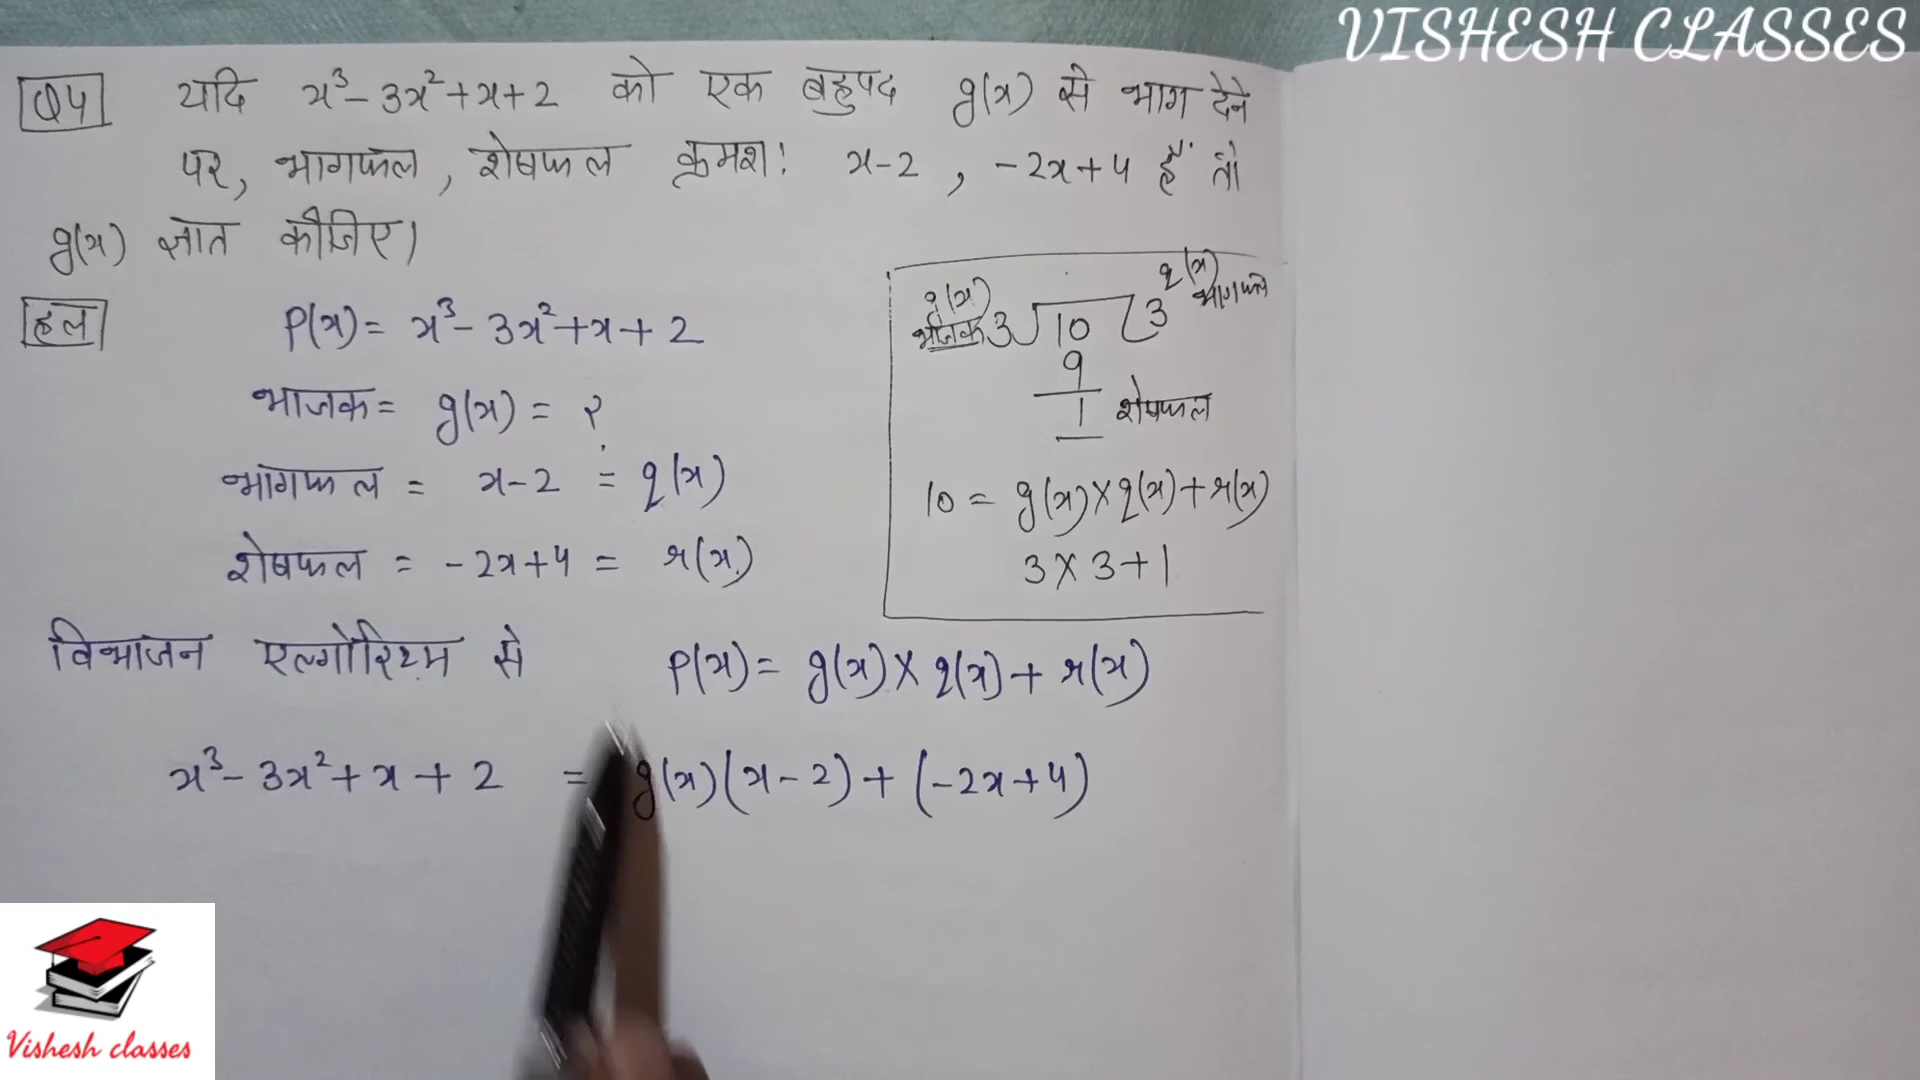 VISHESH CLASSES
Q4 यदि x³-3x²+x+2 को एक बहुपद g(x) से भाग देने
पर, भागफल, शेषफल क्रमश: x-2, -2x+4 हैं तो
g(x) ज्ञात कीजिए।
हल
P(x)= x³-3x²+x+2
भाजक= g(x) = ?
भागफल = x-2 = q(x)
शेषफल = -2x+4 = r(x)
g(x) q(x)
भाजक 3 10 3 भागफल
9
1 शेषफल
10 = g(x)×q(x)+r(x)
3×3+1
विभाजन एल्गोरिथ्म से P(x)= g(x)×q(x)+r(x)
x³-3x²+x+2 = g(x)(x-2)+(-2x+4)
Vishesh classes